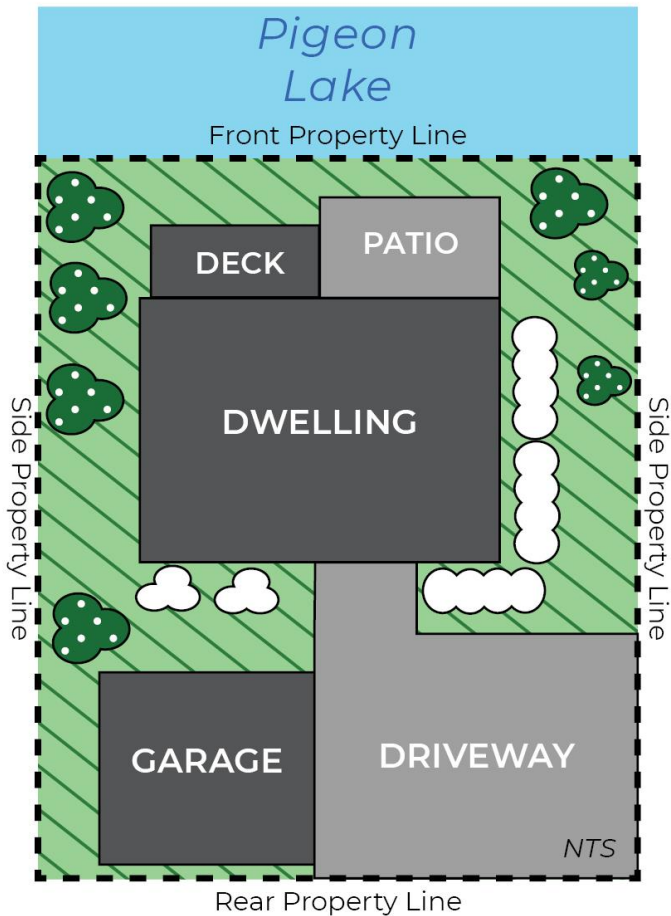 Pigeon
Lake
Front Property Line
PATIO
DECK
DWELLING
Side Property Line
Side Property Line
GARAGE
DRIVEWAY
NTS
Rear Property Line